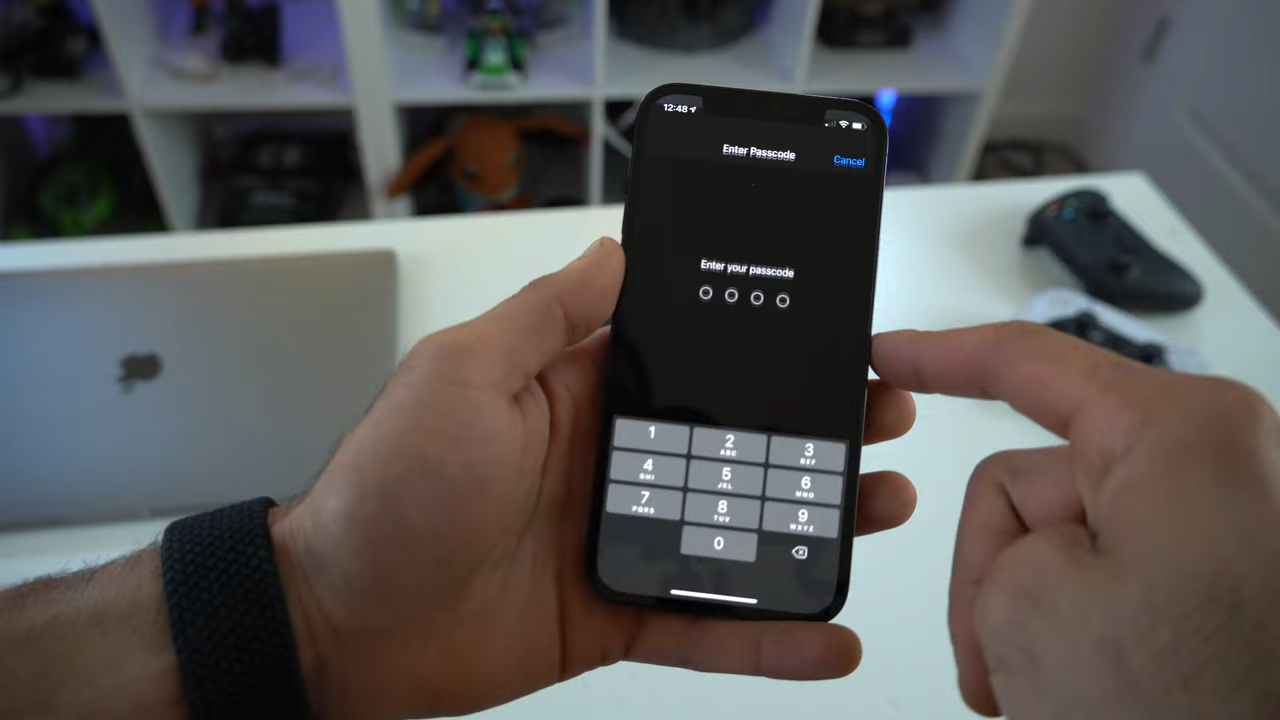 12:48
Enter Passcode
Cancel
Enter your passcode
1
2
ABC
3
DEF
4
GHI
5
JKL
6
MNO
7
PQRS
8
TUV
9
WXYZ
0